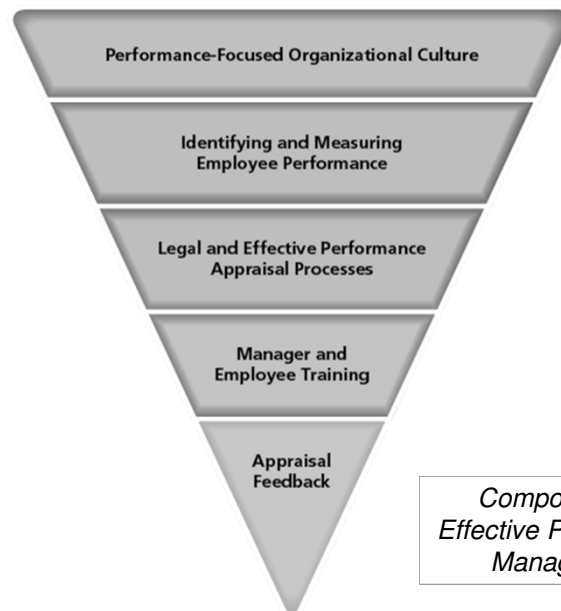 Performance-Focused Organizational Culture
Identifying and Measuring
Employee Performance
Legal and Effective Performance
Appraisal Processes
Manager and
Employee Training
Appraisal
Feedback
Compo
Effective P
Manag